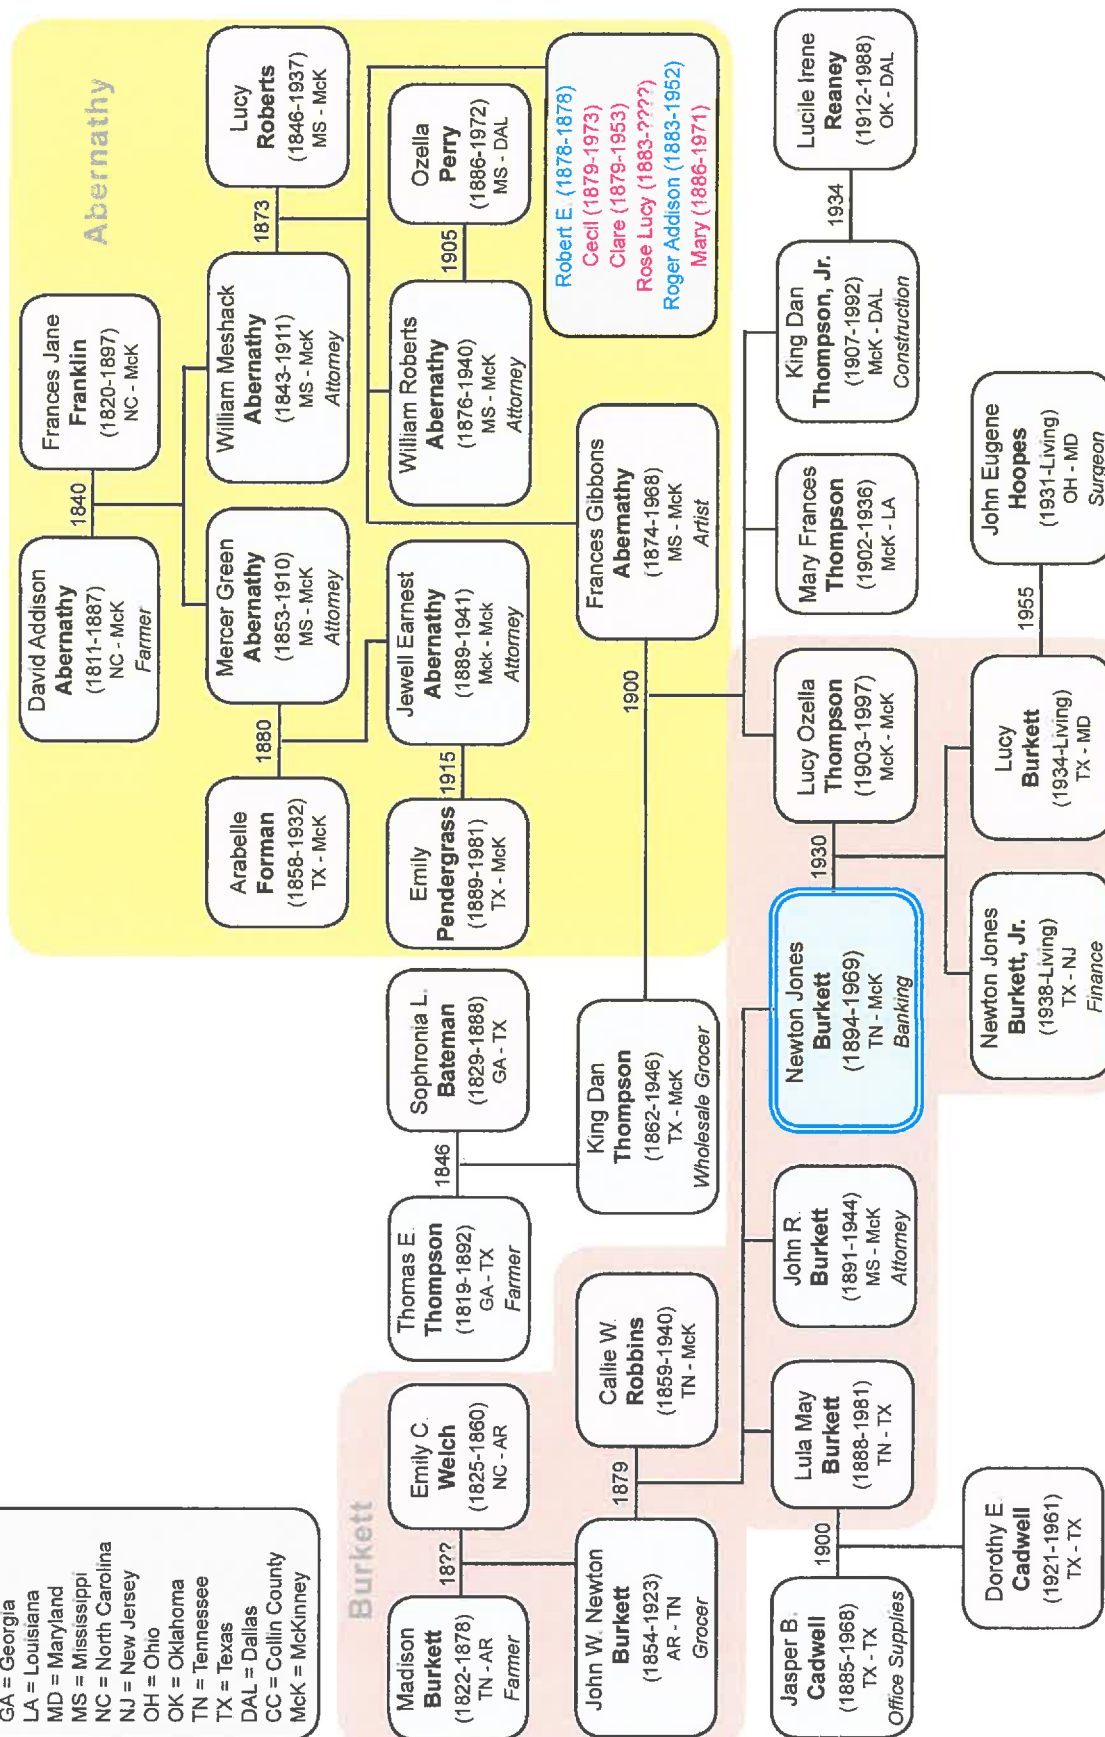 GA = Georgia
LA = Louisiana
MD = Maryland
MS = Mississippi
NC = North Carolina
NJ = New Jersey
OH = Ohio
OK = Oklahoma
TN = Tennessee
TX = Texas
DAL = Dallas
CC = Collin County
McK = McKinney
Abernathy
David Addison
Abernathy
(1811-1887)
NC - McK
Farmer
1840
Frances Jane
Franklin
(1820-1897)
NC - McK
Arabelle
Forman
(1858-1932)
TX - McK
1880
Mercer Green
Abernathy
(1853-1910)
MS - McK
Attorney
William Meshack
Abernathy
(1843-1911)
MS - McK
Attorney
1873
Lucy
Roberts
(1846-1937)
MS - McK
Burkett
Madison
Burkett
(1822-1878)
TN - AR
Farmer
18??
Emily C.
Welch
(1825-1860)
NC - AR
Thomas E.
Thompson
(1819-1892)
GA - TX
Farmer
1846
Sophronia L.
Bateman
(1829-1888)
GA - TX
Emily
Pendergrass
(1889-1981)
TX - McK
1915
Jewell Earnest
Abernathy
(1889-1941)
McK - McK
Attorney
William Roberts
Abernathy
(1876-1940)
MS - McK
Attorney
1905
Ozella
Perry
(1886-1972)
MS - DAL
John W. Newton
Burkett
(1854-1923)
AR - TN
Grocer
1879
Callie W.
Robbins
(1859-1940)
TN - McK
King Dan
Thompson
(1862-1946)
TX - McK
Wholesale Grocer
1900
Frances Gibbons
Abernathy
(1874-1968)
MS - McK
Artist
Robert E. (1878-1878)
Cecil (1879-1973)
Clare (1879-1953)
Rose Lucy (1883-????)
Roger Addison (1883-1952)
Mary (1886-1971)
Jasper B.
Cadwell
(1885-1968)
TX - TX
Office Supplies
1900
Lula May
Burkett
(1888-1981)
TN - TX
John R.
Burkett
(1891-1944)
MS - McK
Attorney
Newton Jones
Burkett
(1894-1969)
TN - McK
Banking
1930
Lucy Ozella
Thompson
(1903-1997)
McK - McK
Mary Frances
Thompson
(1902-1936)
McK - LA
King Dan
Thompson, Jr.
(1907-1992)
McK - DAL
Construction
1934
Lucile Irene
Reaney
(1912-1988)
OK - DAL
Dorothy E.
Cadwell
(1921-1961)
TX - TX
Newton Jones
Burkett, Jr.
(1938-Living)
TX - NJ
Finance
Lucy
Burkett
(1934-Living)
TX - MD
1955
John Eugene
Hoopes
(1931-Living)
OH - MD
Surgeon